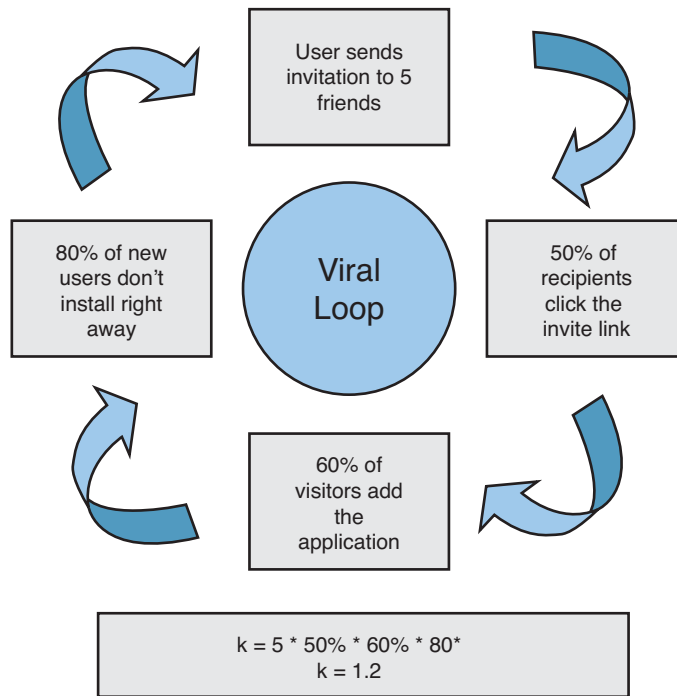 User sends
invitation to 5
friends
50% of
recipients
click the
invite link
60% of
visitors add
the
application
80% of new
users don’t
install right
away
Viral
Loop
k = 5 * 50% * 60% * 80*
k = 1.2